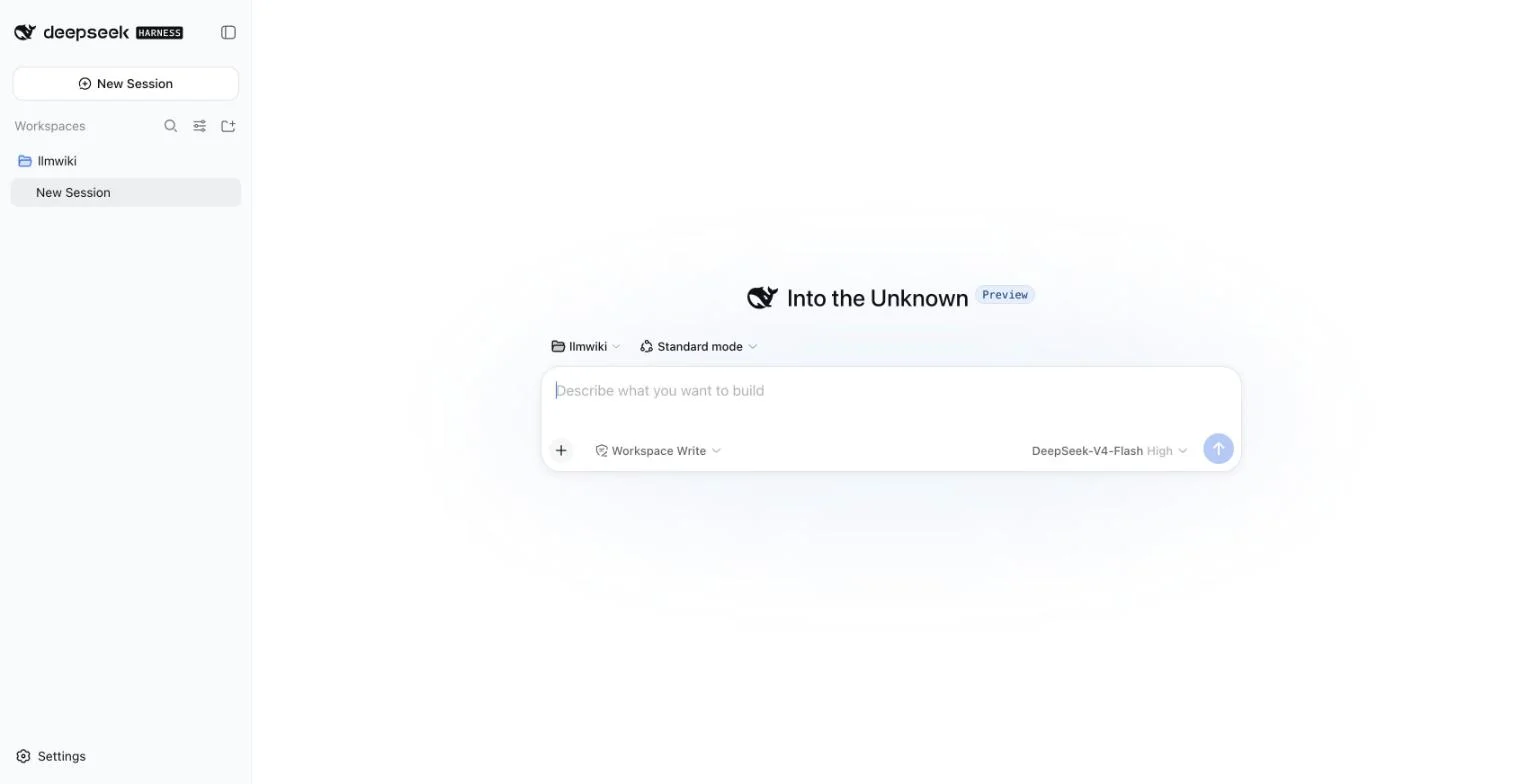 deepseek HARNESS
New Session
Workspaces
llmwiki
New Session
Settings
Into the Unknown Preview
llmwiki Standard mode
Describe what you want to build
Workspace Write DeepSeek-V4-Flash High